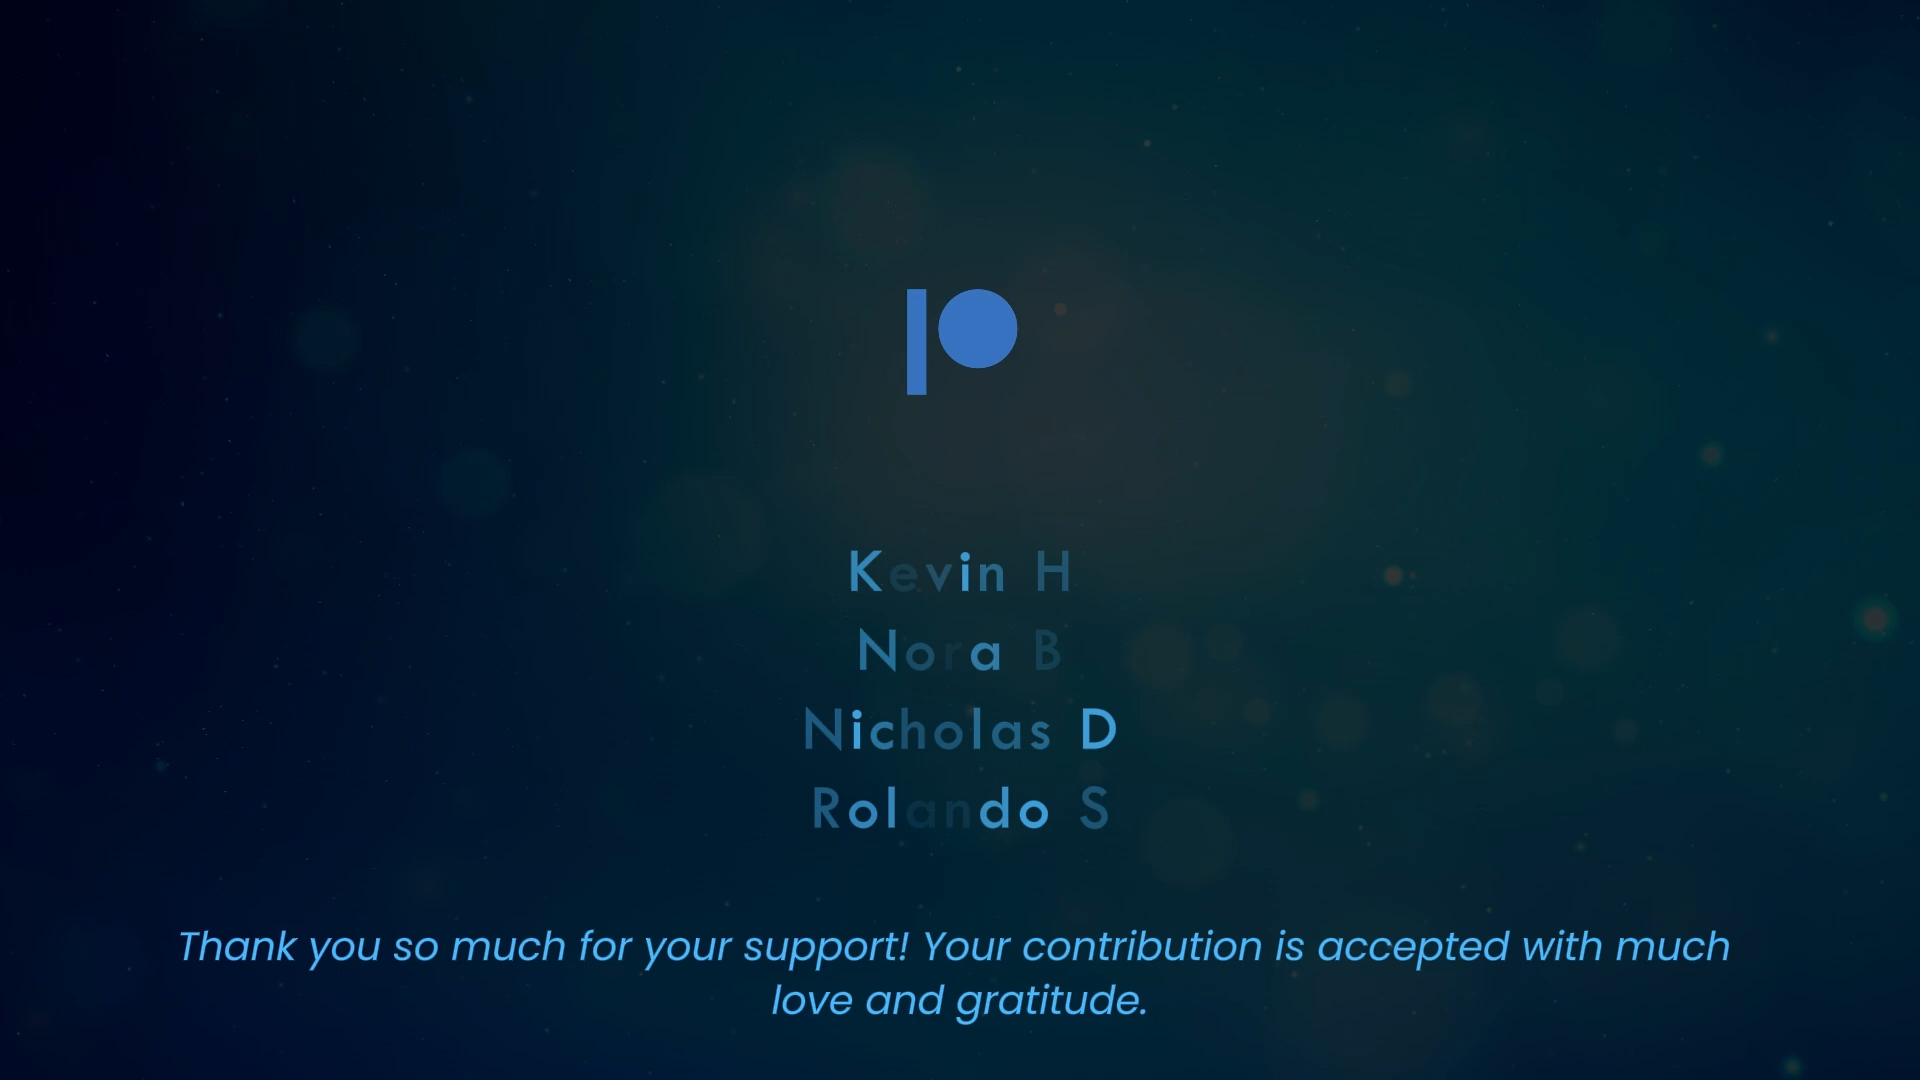 Kevin H
Nora B
Nicholas D
Rolando S
Thank you so much for your support! Your contribution is accepted with much
love and gratitude.